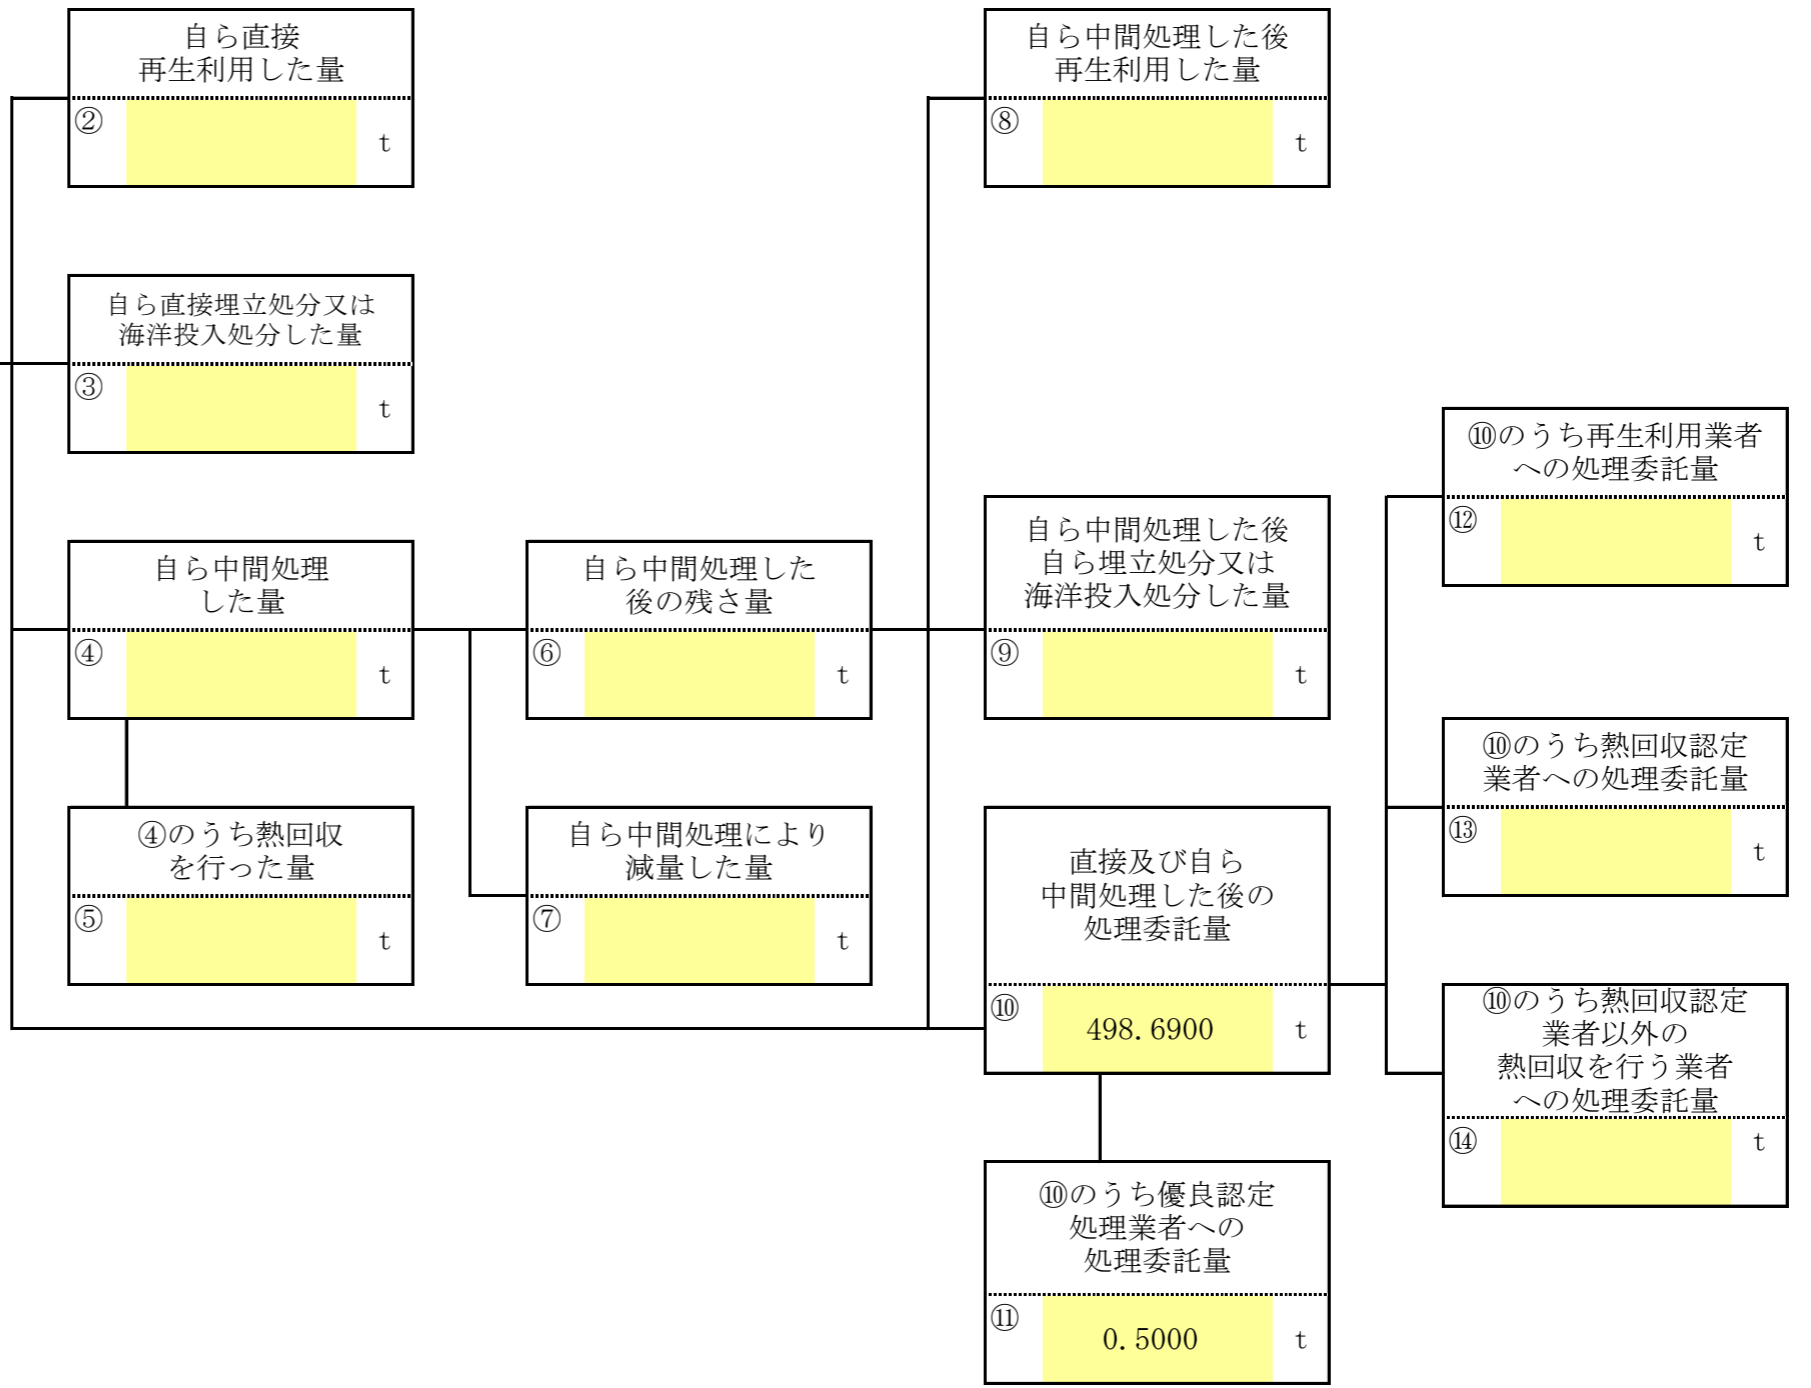 自ら直接
再生利用した量
②
t
自ら中間処理した後
再生利用した量
⑧
t
自ら直接埋立処分又は
海洋投入処分した量
③
t
⑩のうち再生利用業者
への処理委託量
⑫
t
自ら中間処理
した量
④
t
自ら中間処理した
後の残さ量
⑥
t
自ら中間処理した後
自ら埋立処分又は
海洋投入処分した量
⑨
t
⑩のうち熱回収認定
業者への処理委託量
⑬
t
④のうち熱回収
を行った量
⑤
t
自ら中間処理により
減量した量
⑦
t
直接及び自ら
中間処理した後の
処理委託量
⑩
498.6900 t
⑩のうち熱回収認定
業者以外の
熱回収を行う業者
への処理委託量
⑭
t
⑩のうち優良認定
処理業者への
処理委託量
⑪
0.5000 t